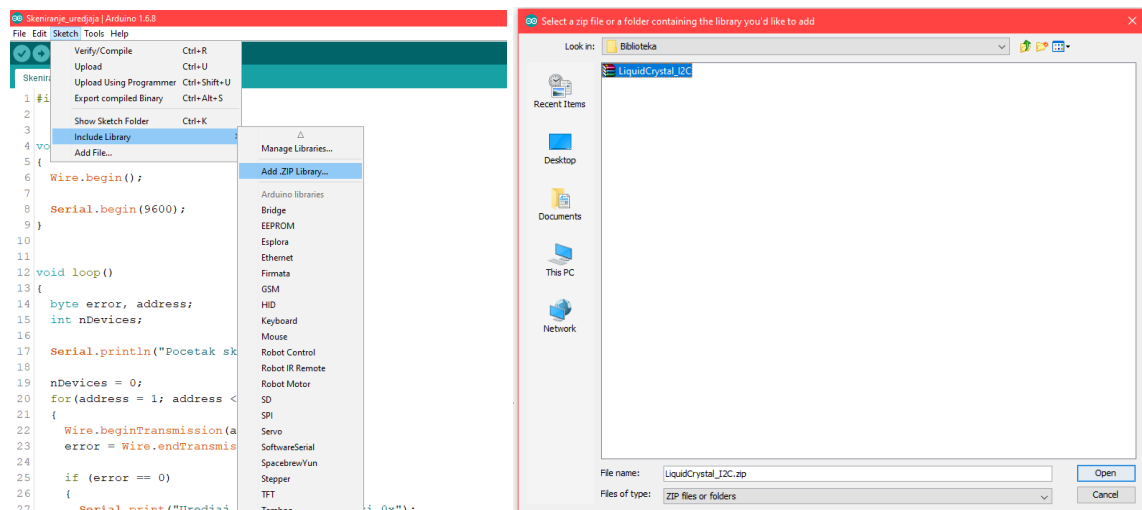 Skeniranje_uredjaja | Arduino 1.6.8
File Edit Sketch Tools Help
Verify/Compile Ctrl+R
Upload Ctrl+U
Upload Using Programmer Ctrl+Shift+U
Export compiled Binary Ctrl+Alt+S
Show Sketch Folder Ctrl+K
Include Library
Add File...
Manage Libraries...
Add .ZIP Library...
Arduino libraries
Bridge
EEPROM
Esplora
Ethernet
Firmata
GSM
HID
Keyboard
Mouse
Robot Control
Robot IR Remote
Robot Motor
SD
SPI
Servo
SoftwareSerial
SpacebrewYun
Stepper
TFT
Skenir
1 #i
2
3
4 vo
5 {
6 Wire.begin();
7
8 Serial.begin(9600);
9 }
10
11
12 void loop()
13 {
14 byte error, address;
15 int nDevices;
16
17 Serial.println("Pocetak sk
18
19 nDevices = 0;
20 for(address = 1; address <
21 {
22 Wire.beginTransmission(a
23 error = Wire.endTransmis
24
25 if (error == 0)
26 {
27 Serial.print("Uredjaj i 0x");
Select a zip file or a folder containing the library you'd like to add
Look in: Biblioteka
Recent Items
Desktop
Documents
This PC
Network
LiquidCrystal_I2C
File name: LiquidCrystal_I2C.zip Open
Files of type: ZIP files or folders Cancel